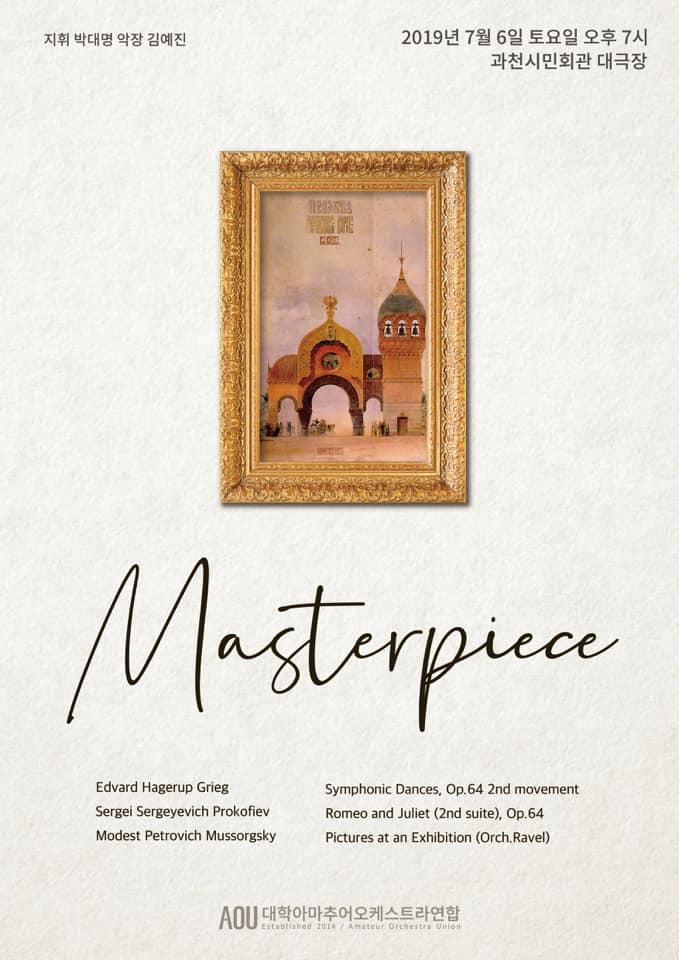 지휘 박대명 악장 김예진
2019년 7월 6일 토요일 오후 7시
과천시민회관 대극장
Masterpiece
Edvard Hagerup Grieg
Symphonic Dances, Op.64 2nd movement
Sergei Sergeyevich Prokofiev
Romeo and Juliet (2nd suite), Op.64
Modest Petrovich Mussorgsky
Pictures at an Exhibition (Orch.Ravel)
AOU 대학아마추어오케스트라연합
Established 2014 / Amateur Orchestra Union